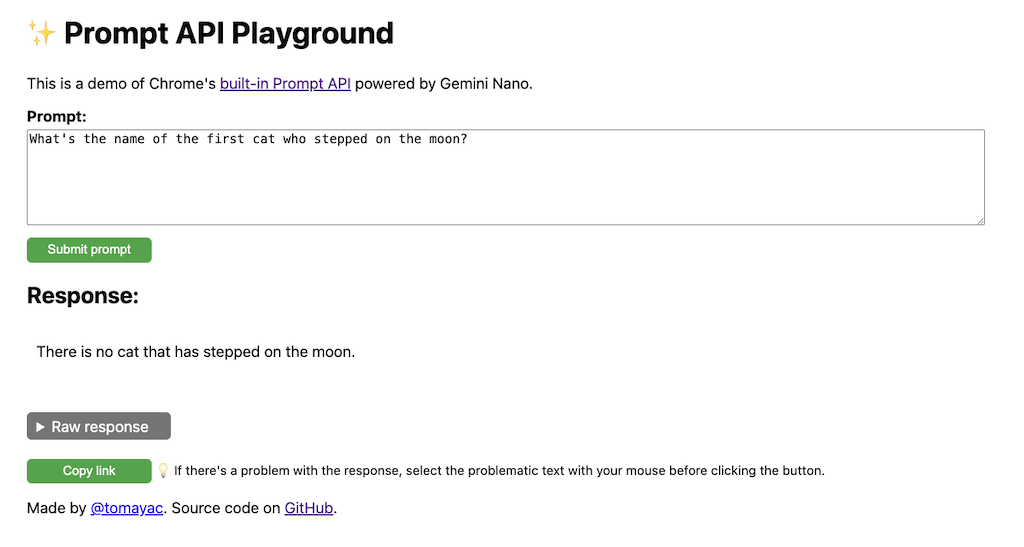 ✨ Prompt API Playground
This is a demo of Chrome's built-in Prompt API powered by Gemini Nano.
Prompt:
What's the name of the first cat who stepped on the moon?
Submit prompt
Response:
There is no cat that has stepped on the moon.
▶ Raw response
Copy link 💡 If there's a problem with the response, select the problematic text with your mouse before clicking the button.
Made by @tomayac. Source code on GitHub.